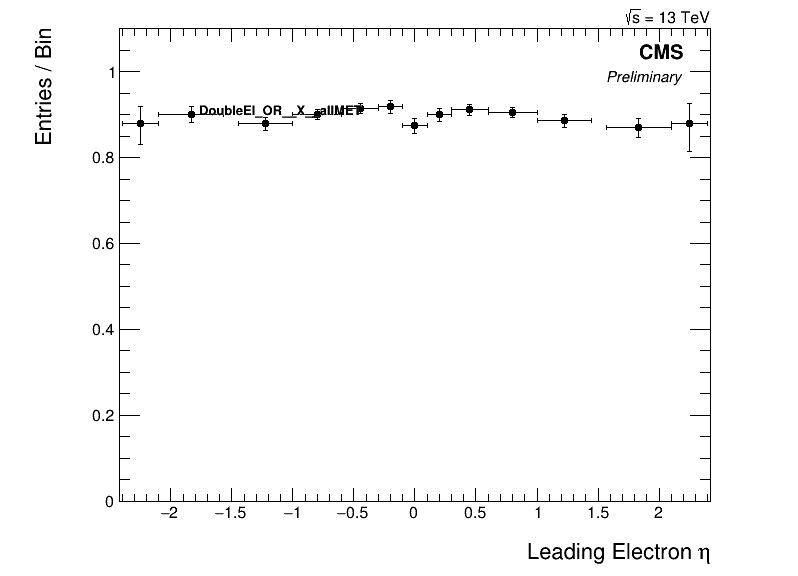 √s = 13 TeV
CMS
Preliminary
Entries / Bin
DoubleEl_OR__X__allMET
1
0.8
0.6
0.4
0.2
0
−2 −1.5 −1 −0.5 0 0.5 1 1.5 2
Leading Electron η